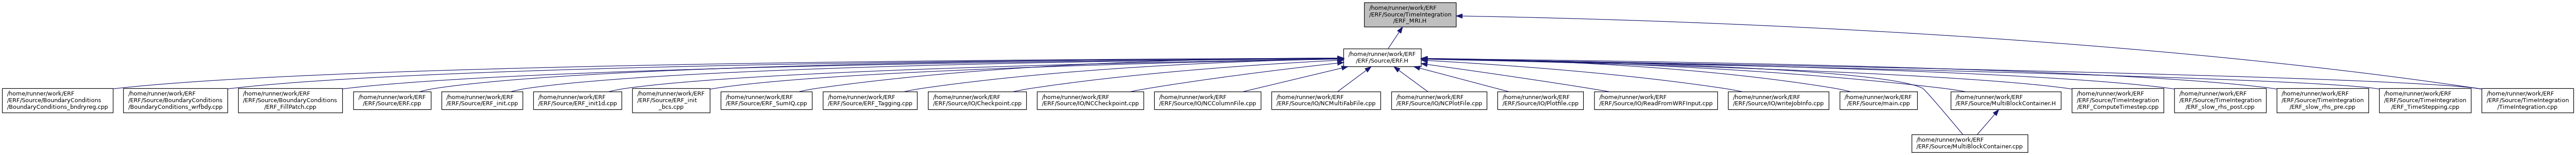 /home/runner/work/ERF
/ERF/Source/TimeIntegration
/ERF_MRI.H
/home/runner/work/ERF
/ERF/Source/ERF.H
/home/runner/work/ERF
/ERF/Source/BoundaryConditions
/BoundaryConditions_bndryreg.cpp
/home/runner/work/ERF
/ERF/Source/BoundaryConditions
/BoundaryConditions_wrfbdy.cpp
/home/runner/work/ERF
/ERF/Source/BoundaryConditions
/ERF_FillPatch.cpp
/home/runner/work/ERF
/ERF/Source/ERF.cpp
/home/runner/work/ERF
/ERF/Source/ERF_init.cpp
/home/runner/work/ERF
/ERF/Source/ERF_init1d.cpp
/home/runner/work/ERF
/ERF/Source/ERF_init
_bcs.cpp
/home/runner/work/ERF
/ERF/Source/ERF_SumIQ.cpp
/home/runner/work/ERF
/ERF/Source/ERF_Tagging.cpp
/home/runner/work/ERF
/ERF/Source/IO/Checkpoint.cpp
/home/runner/work/ERF
/ERF/Source/IO/NCCheckpoint.cpp
/home/runner/work/ERF
/ERF/Source/IO/NCColumnFile.cpp
/home/runner/work/ERF
/ERF/Source/IO/NCMultiFabFile.cpp
/home/runner/work/ERF
/ERF/Source/IO/NCPlotFile.cpp
/home/runner/work/ERF
/ERF/Source/IO/Plotfile.cpp
/home/runner/work/ERF
/ERF/Source/IO/ReadFromWRFInput.cpp
/home/runner/work/ERF
/ERF/Source/IO/writeJobInfo.cpp
/home/runner/work/ERF
/ERF/Source/main.cpp
/home/runner/work/ERF
/ERF/Source/MultiBlockContainer.H
/home/runner/work/ERF
/ERF/Source/TimeIntegration
/ERF_ComputeTimestep.cpp
/home/runner/work/ERF
/ERF/Source/TimeIntegration
/ERF_slow_rhs_post.cpp
/home/runner/work/ERF
/ERF/Source/TimeIntegration
/ERF_slow_rhs_pre.cpp
/home/runner/work/ERF
/ERF/Source/TimeIntegration
/ERF_TimeStepping.cpp
/home/runner/work/ERF
/ERF/Source/TimeIntegration
/TimeIntegration.cpp
/home/runner/work/ERF
/ERF/Source/MultiBlockContainer.cpp